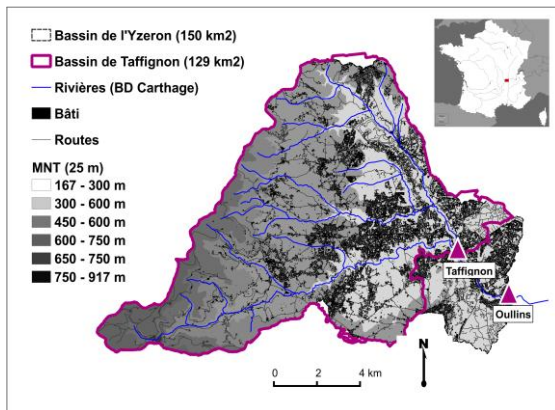 Bassin de l'Yzeron (150 km2)
Bassin de Taffignon (129 km2)
Rivières (BD Carthage)
Bâti
Routes
MNT (25 m)
167 - 300 m
300 - 600 m
450 - 600 m
600 - 750 m
650 - 750 m
750 - 917 m
Taffignon
Oullins
N
0 2 4 km